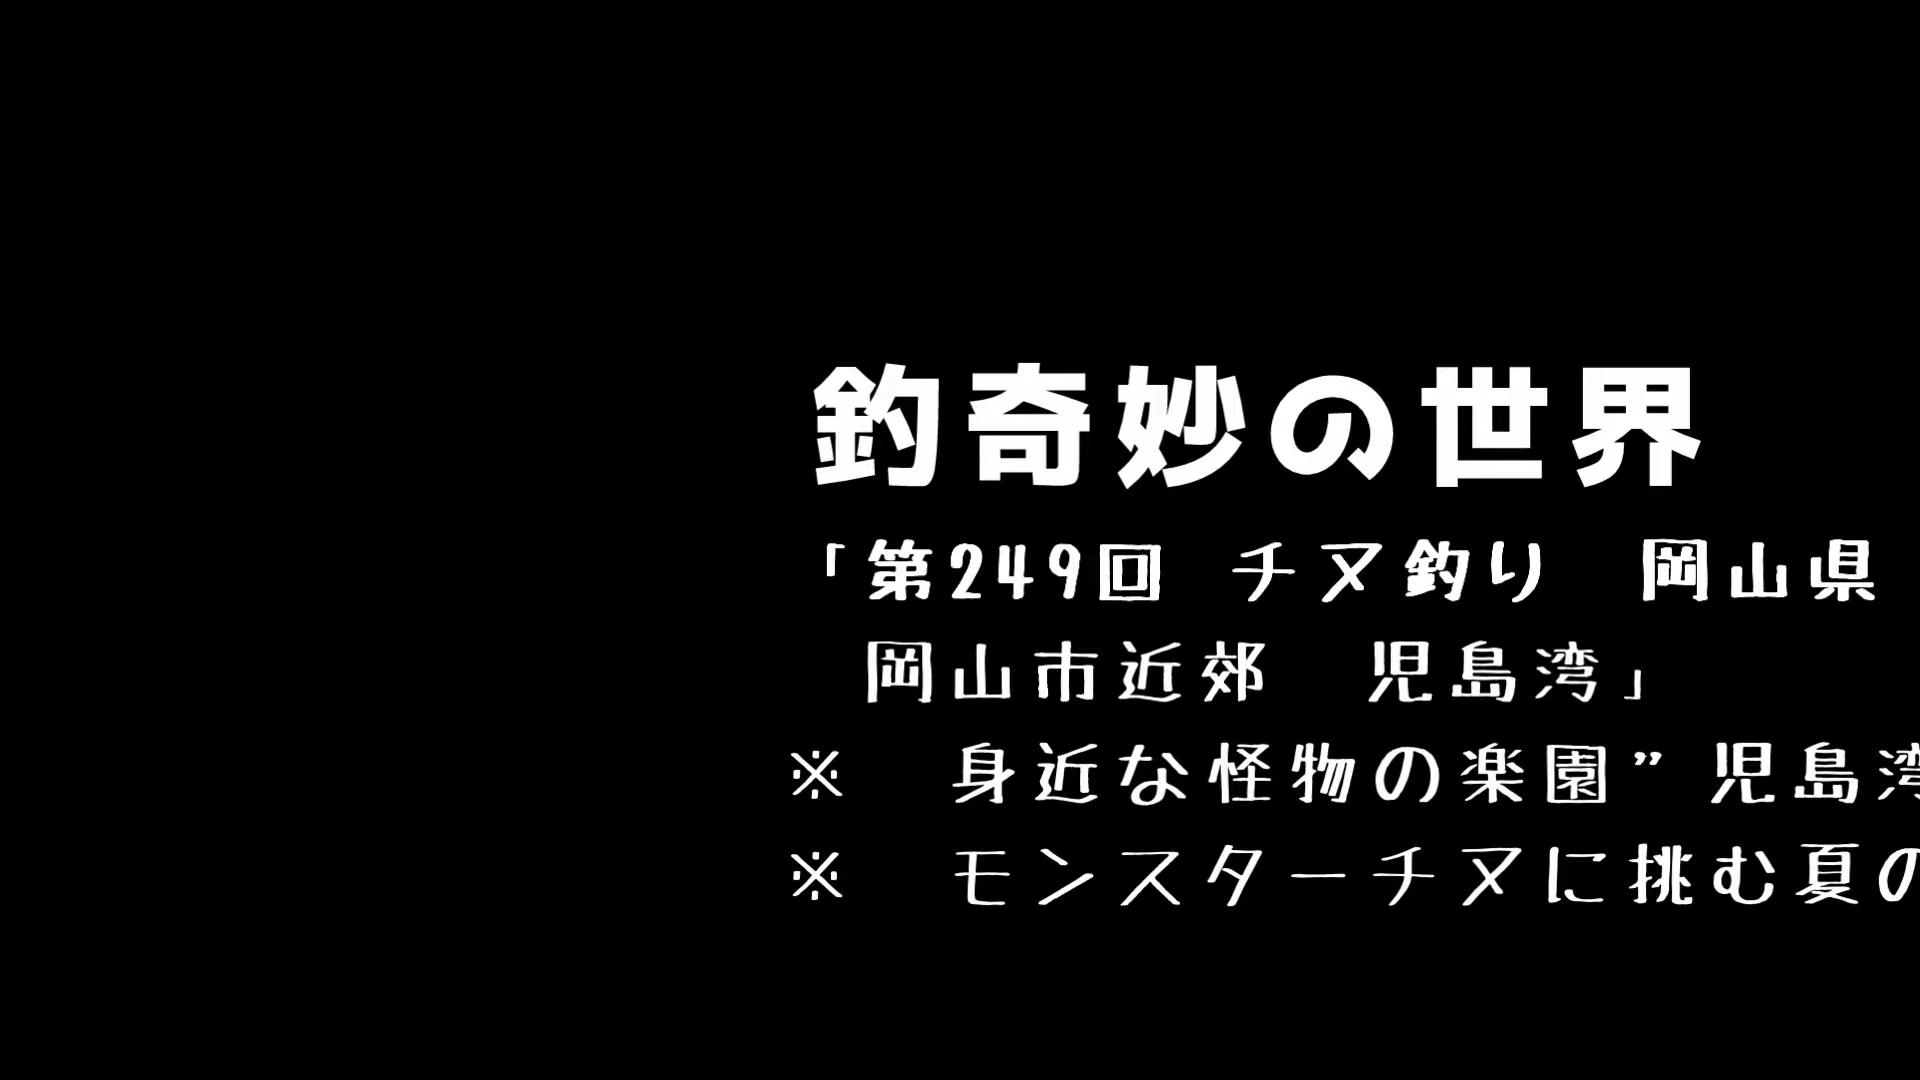 釣奇妙の世界
「第249回 チヌ釣り　岡山県
岡山市近郊　児島湾」
※　身近な怪物の楽園”児島湾
※　モンスターチヌに挑む夏の